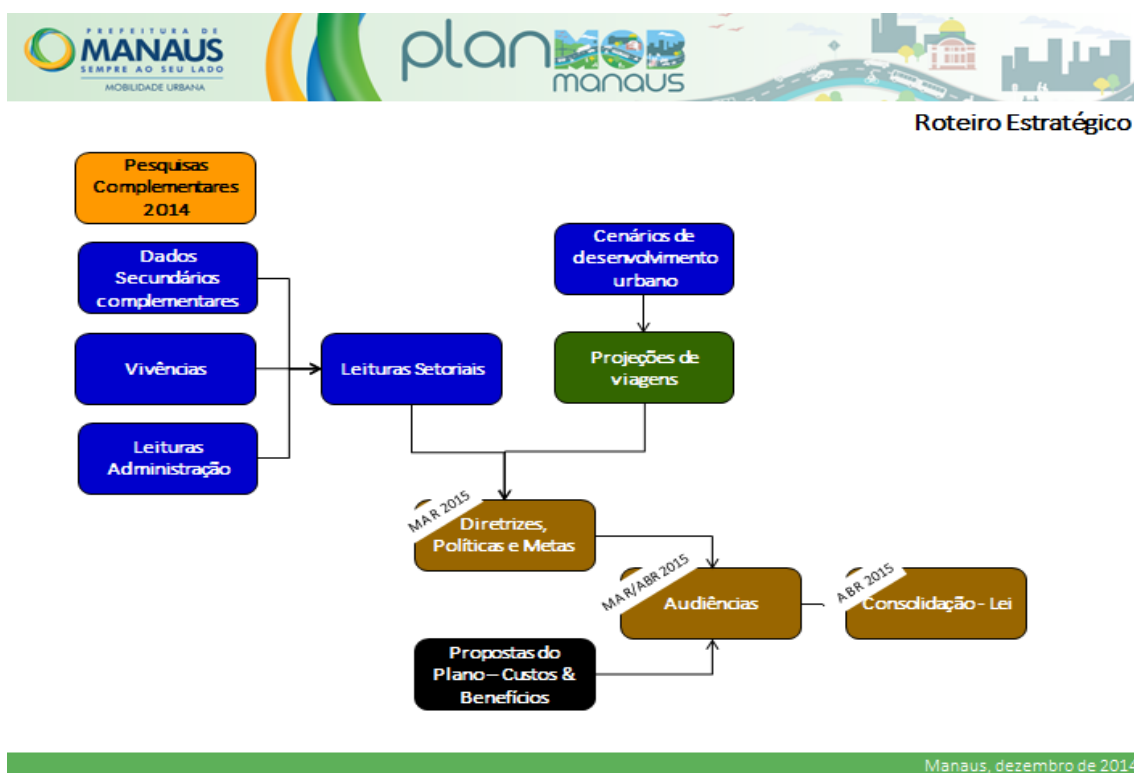 PREFEITURA DE
MANAUS
SEMPRE AO SEU LADO
MOBILIDADE URBANA
planMOB
manaus
Roteiro Estratégico
Pesquisas
Complementares
2014
Dados
Secundários
complementares
Vivências
Leituras
Administração
Leituras Setoriais
Cenários de
desenvolvimento
urbano
Projeções de
viagens
MAR 2015
Diretrizes,
Políticas e Metas
MAR/ABR 2015
Audiências
ABR 2015
Consolidação - Lei
Propostas do
Plano – Custos &
Benefícios
Manaus, dezembro de 2014